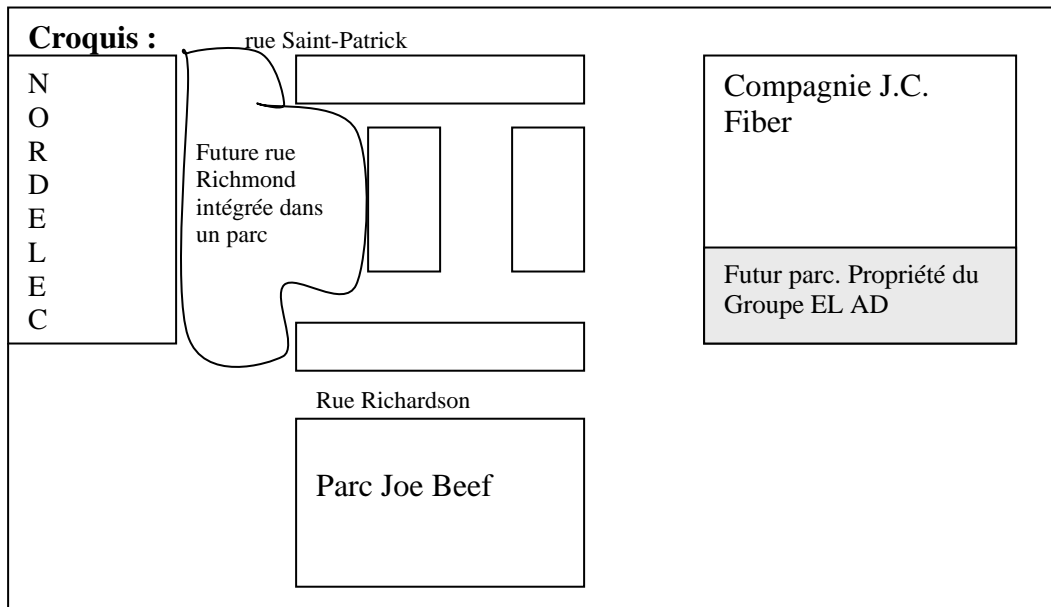 Croquis :
rue Saint-Patrick
N
O
R
D
E
L
E
C
Future rue
Richmond
intégrée dans
un parc
Compagnie J.C.
Fiber
Futur parc. Propriété du
Groupe EL AD
Rue Richardson
Parc Joe Beef